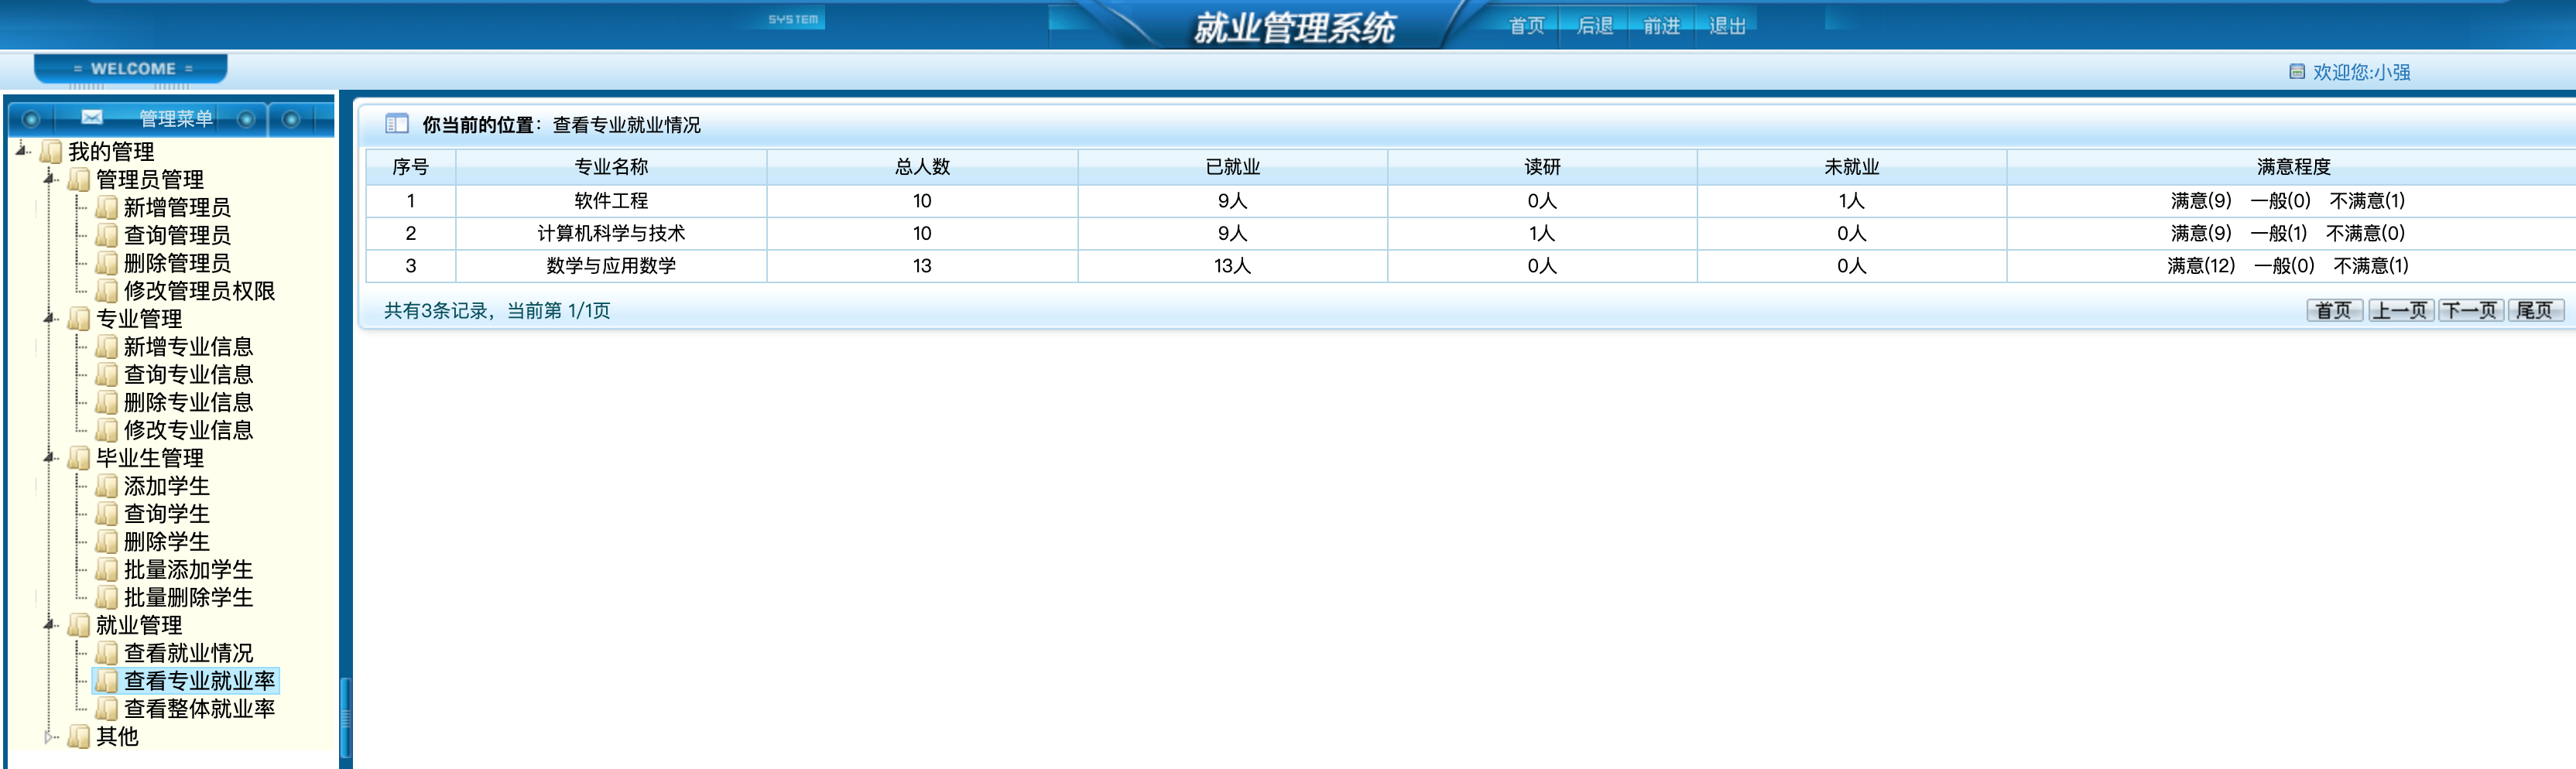 SYSTEM
就业管理系统
首页 后退 前进 退出
= WELCOME =
欢迎您:小强
管理菜单
我的管理
管理员管理
新增管理员
查询管理员
删除管理员
修改管理员权限
专业管理
新增专业信息
查询专业信息
删除专业信息
修改专业信息
毕业生管理
添加学生
查询学生
删除学生
批量添加学生
批量删除学生
就业管理
查看就业情况
查看专业就业率
查看整体就业率
其他
你当前的位置：查看专业就业情况
序号 专业名称 总人数 已就业 读研 未就业 满意程度
1 软件工程 10 9人 0人 1人 满意(9) 一般(0) 不满意(1)
2 计算机科学与技术 10 9人 1人 0人 满意(9) 一般(1) 不满意(0)
3 数学与应用数学 13 13人 0人 0人 满意(12) 一般(0) 不满意(1)
共有3条记录，当前第 1/1页
首页 上一页 下一页 尾页